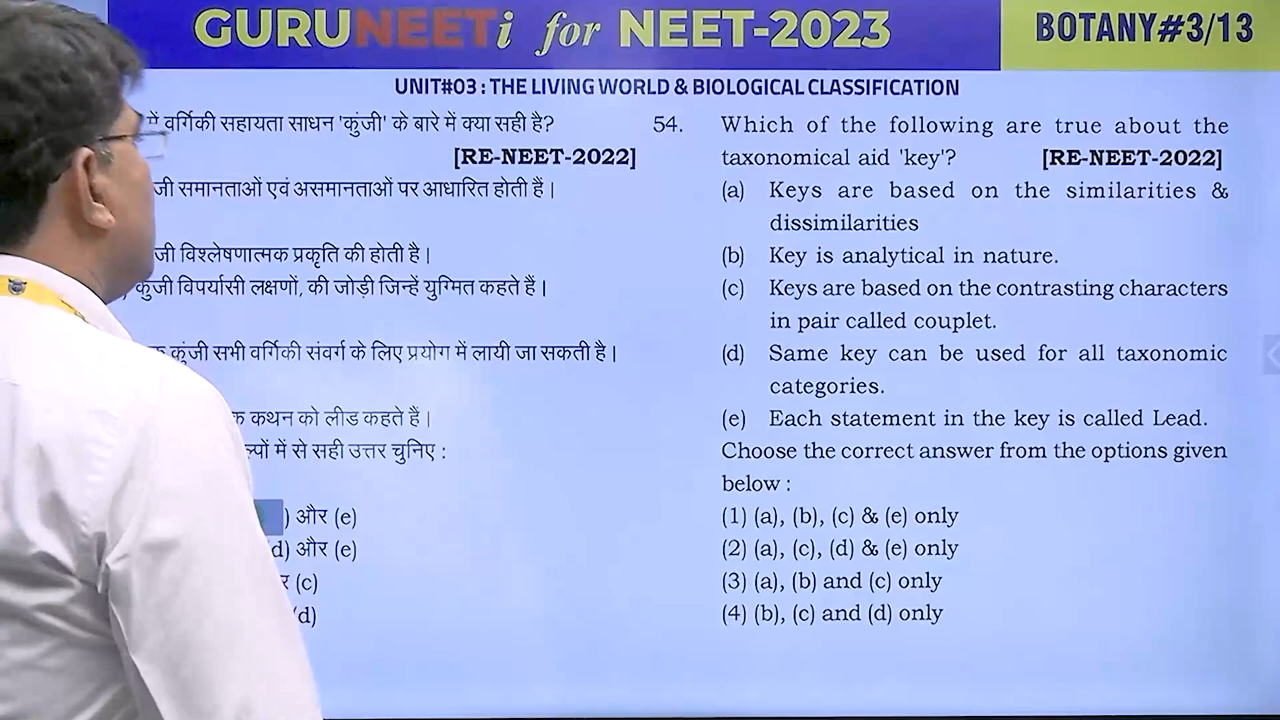 GURUNEETi for NEET-2023
BOTANY#3/13
UNIT#03 : THE LIVING WORLD & BIOLOGICAL CLASSIFICATION
में वर्गिकी सहायता साधन 'कुंजी' के बारे में क्या सही है?
[RE-NEET-2022]
समानताओं एवं असमानताओं पर आधारित होती हैं।
विश्लेषणात्मक प्रकृति की होती है।
कुंजी विपर्यासी लक्षणों, की जोड़ी जिन्हें युग्मित कहते हैं।
कुंजी सभी वर्गिकी संवर्ग के लिए प्रयोग में लायी जा सकती है।
कथन को लीड कहते हैं।
में से सही उत्तर चुनिए :
) और (e)
d) और (e)
(c)
(d)
54. Which of the following are true about the
taxonomical aid 'key'? [RE-NEET-2022]
(a) Keys are based on the similarities &
dissimilarities
(b) Key is analytical in nature.
(c) Keys are based on the contrasting characters
in pair called couplet.
(d) Same key can be used for all taxonomic
categories.
(e) Each statement in the key is called Lead.
Choose the correct answer from the options given
below :
(1) (a), (b), (c) & (e) only
(2) (a), (c), (d) & (e) only
(3) (a), (b) and (c) only
(4) (b), (c) and (d) only